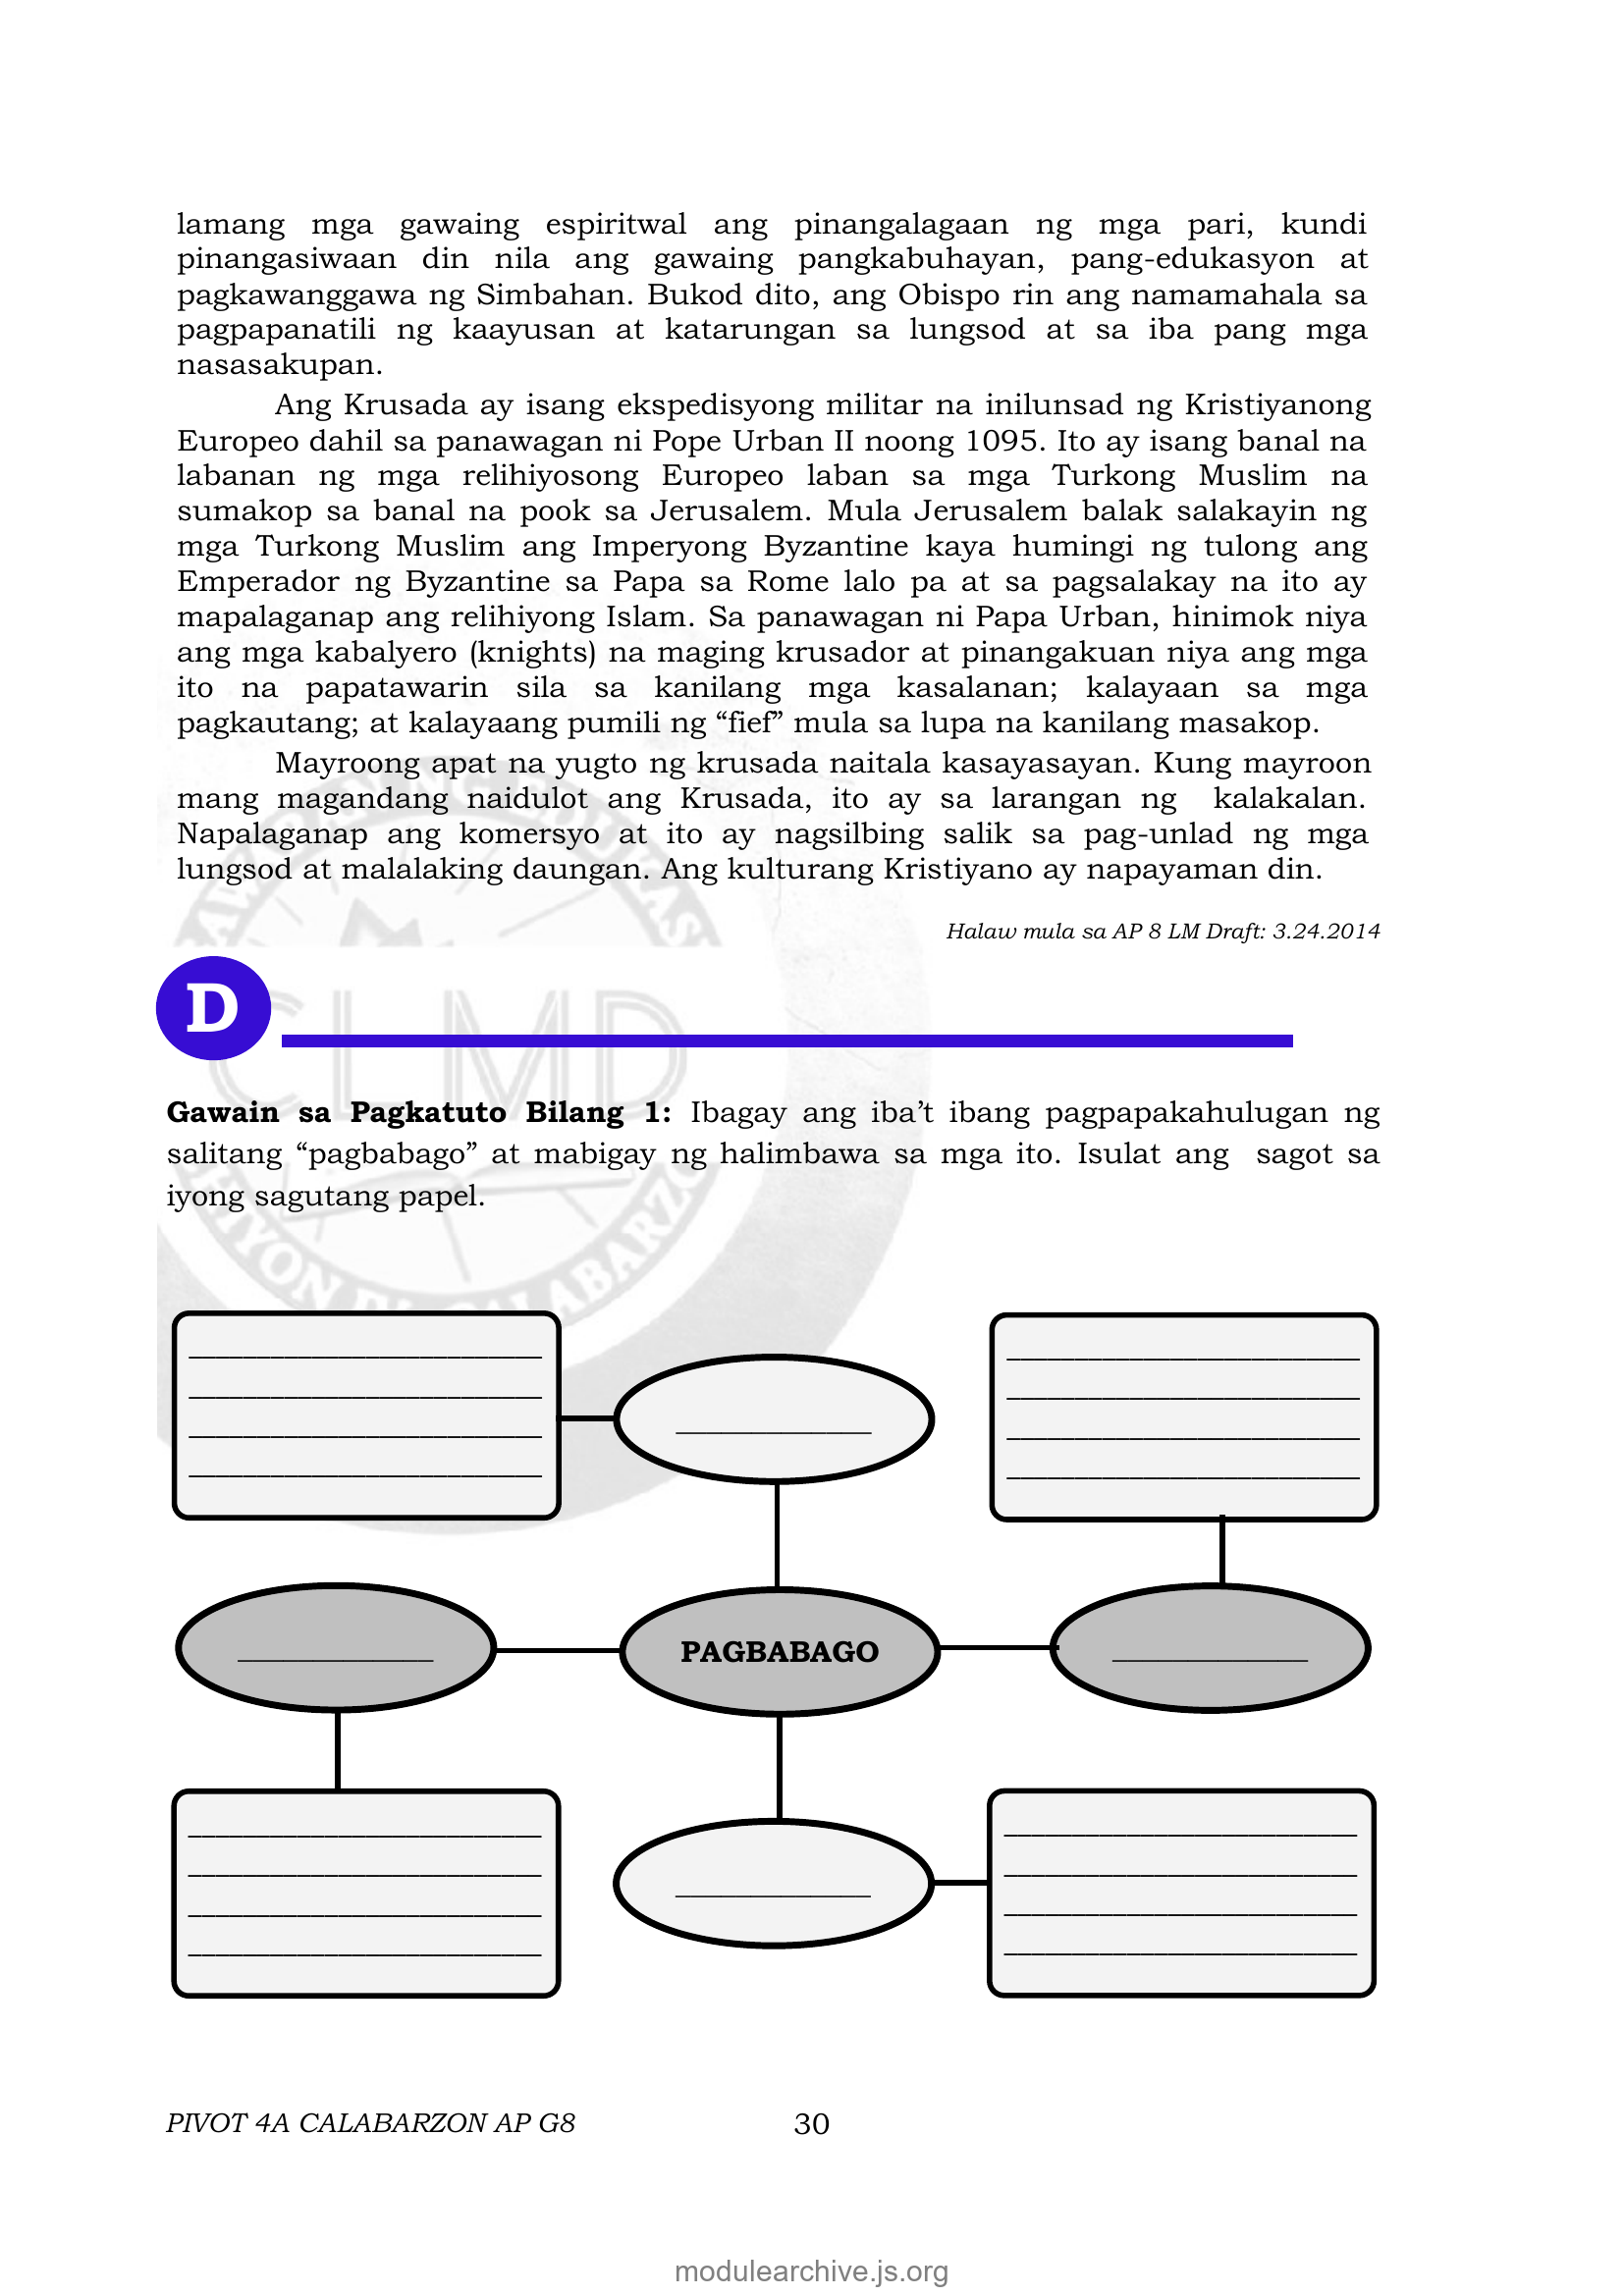 lamang mga gawaing espiritwal ang pinangalagaan ng mga pari, kundi
pinangasiwaan din nila ang gawaing pangkabuhayan, pang-edukasyon at
pagkawanggawa ng Simbahan. Bukod dito, ang Obispo rin ang namamahala sa
pagpapanatili ng kaayusan at katarungan sa lungsod at sa iba pang mga
nasasakupan.
Ang Krusada ay isang ekspedisyong militar na inilunsad ng Kristiyanong
Europeo dahil sa panawagan ni Pope Urban II noong 1095. Ito ay isang banal na
labanan ng mga relihiyosong Europeo laban sa mga Turkong Muslim na
sumakop sa banal na pook sa Jerusalem. Mula Jerusalem balak salakayin ng
mga Turkong Muslim ang Imperyong Byzantine kaya humingi ng tulong ang
Emperador ng Byzantine sa Papa sa Rome lalo pa at sa pagsalakay na ito ay
mapalaganap ang relihiyong Islam. Sa panawagan ni Papa Urban, hinimok niya
ang mga kabalyero (knights) na maging krusador at pinangakuan niya ang mga
ito na papatawarin sila sa kanilang mga kasalanan; kalayaan sa mga
pagkautang; at kalayaang pumili ng “fief” mula sa lupa na kanilang masakop.
Mayroong apat na yugto ng krusada naitala kasayasayan. Kung mayroon
mang magandang naidulot ang Krusada, ito ay sa larangan ng kalakalan.
Napalaganap ang komersyo at ito ay nagsilbing salik sa pag-unlad ng mga
lungsod at malalaking daungan. Ang kulturang Kristiyano ay napayaman din.
Halaw mula sa AP 8 LM Draft: 3.24.2014
D
CLMD
Gawain sa Pagkatuto Bilang 1: Ibagay ang iba’t ibang pagpapakahulugan ng
salitang “pagbabago” at mabigay ng halimbawa sa mga ito. Isulat ang sagot sa
iyong sagutang papel.
PAGBABAGO
PIVOT 4A CALABARZON AP G8
30
modulearchive.js.org